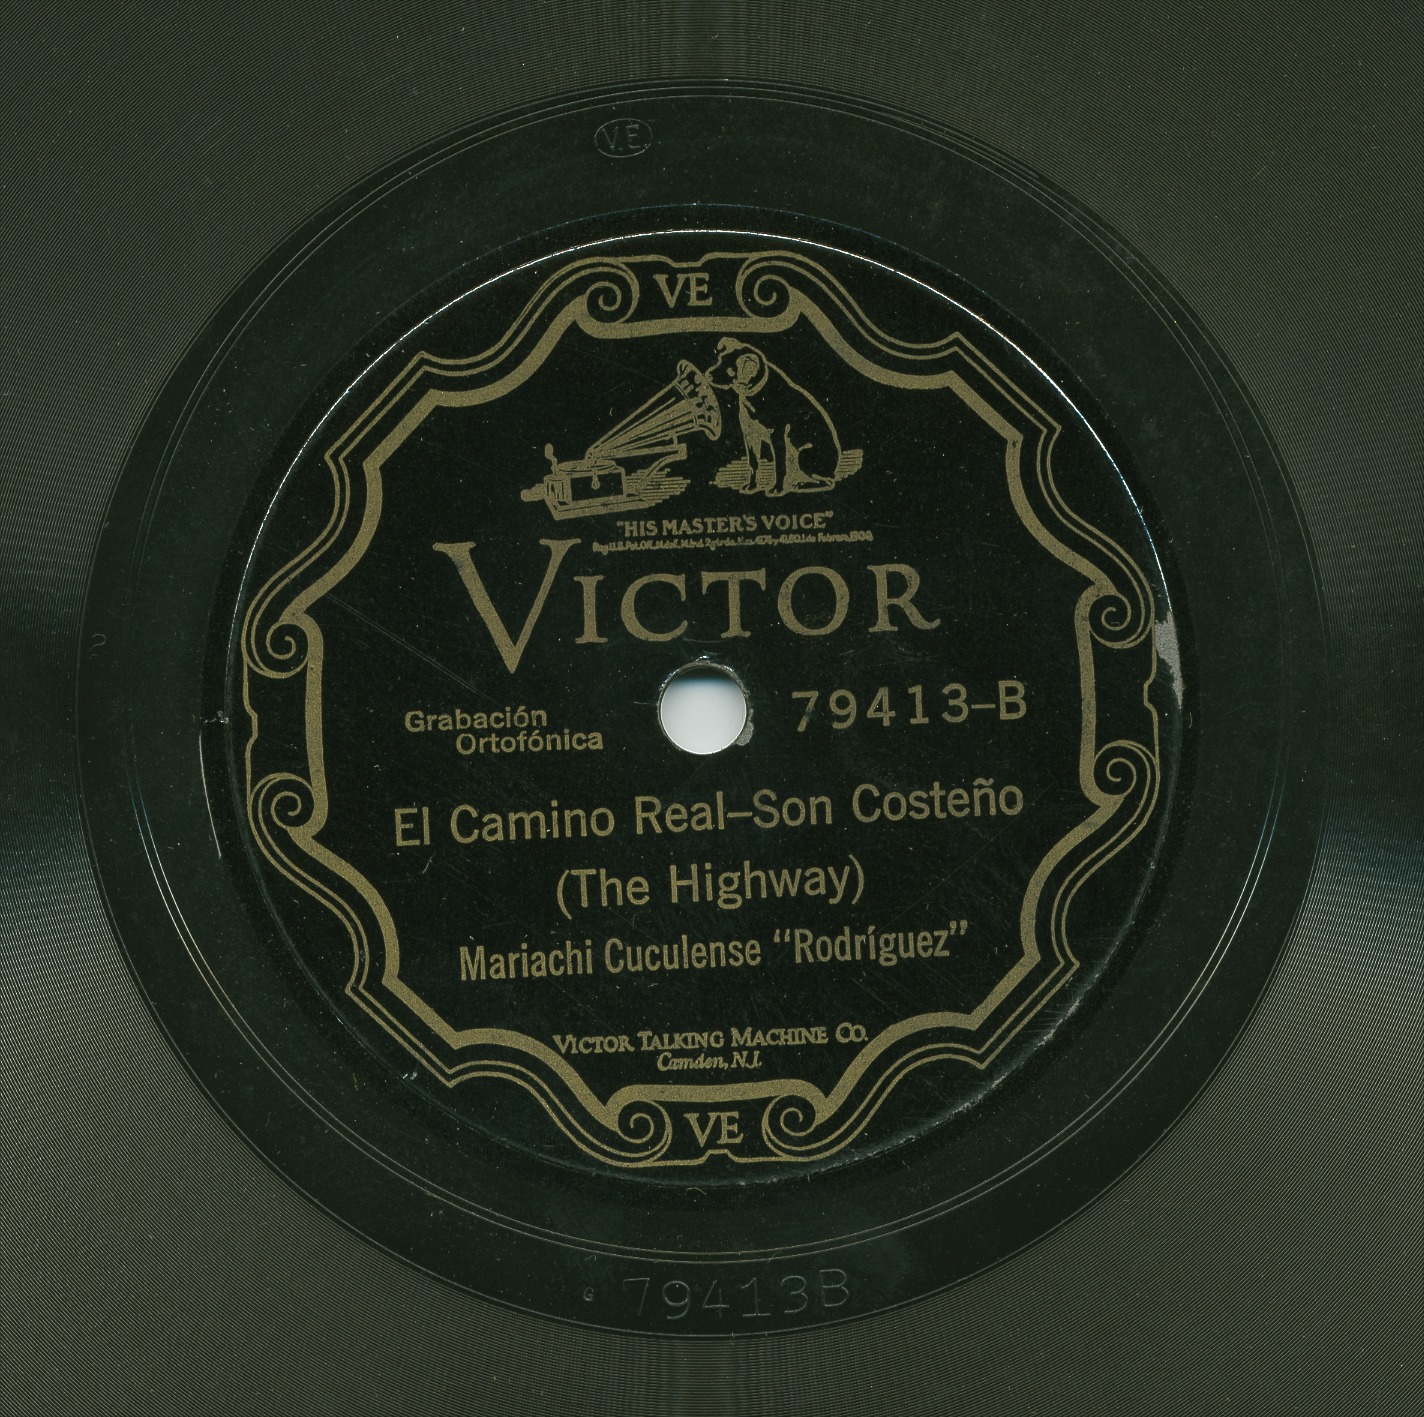 V.E.
VE
"HIS MASTER'S VOICE"
VICTOR
Grabación
Ortofónica
79413-B
El Camino Real–Son Costeño
(The Highway)
Mariachi Cuculense “Rodríguez”
VICTOR TALKING MACHINE CO.
Camden, N.J.
VE
G 79413B